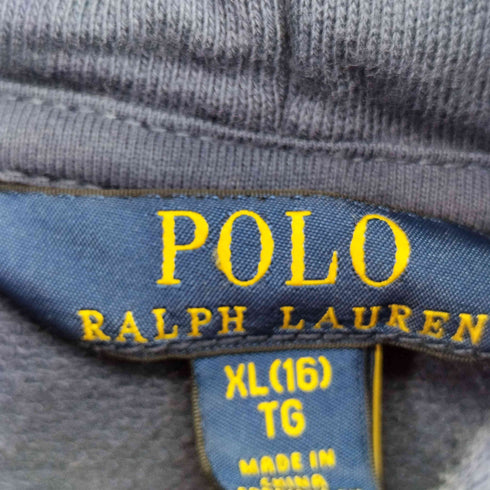 POLO
RALPH LAUREN
XL(16)
TG
MADE IN